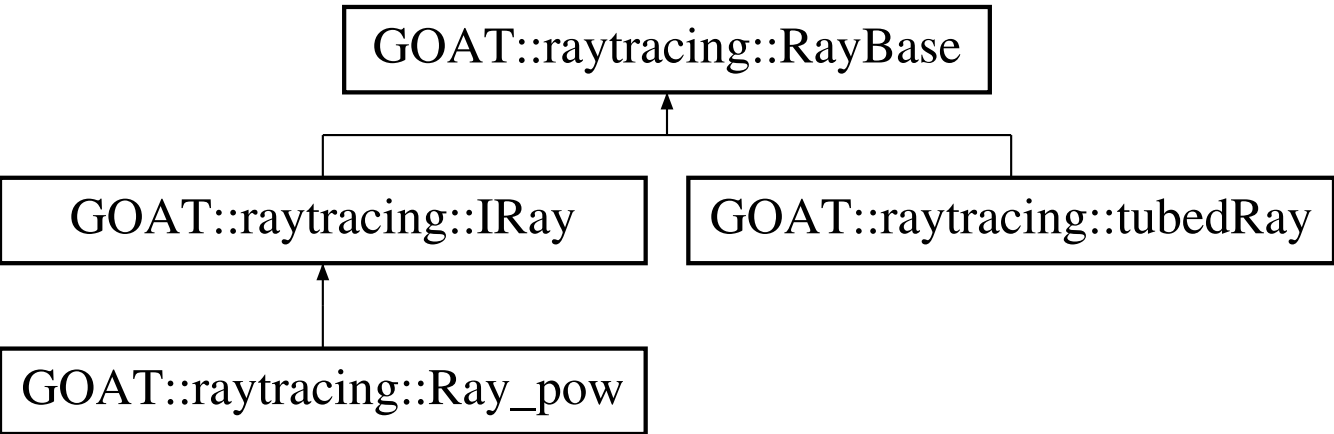 GOAT::raytracing::RayBase
GOAT::raytracing::IRay
GOAT::raytracing::tubedRay
GOAT::raytracing::Ray_pow